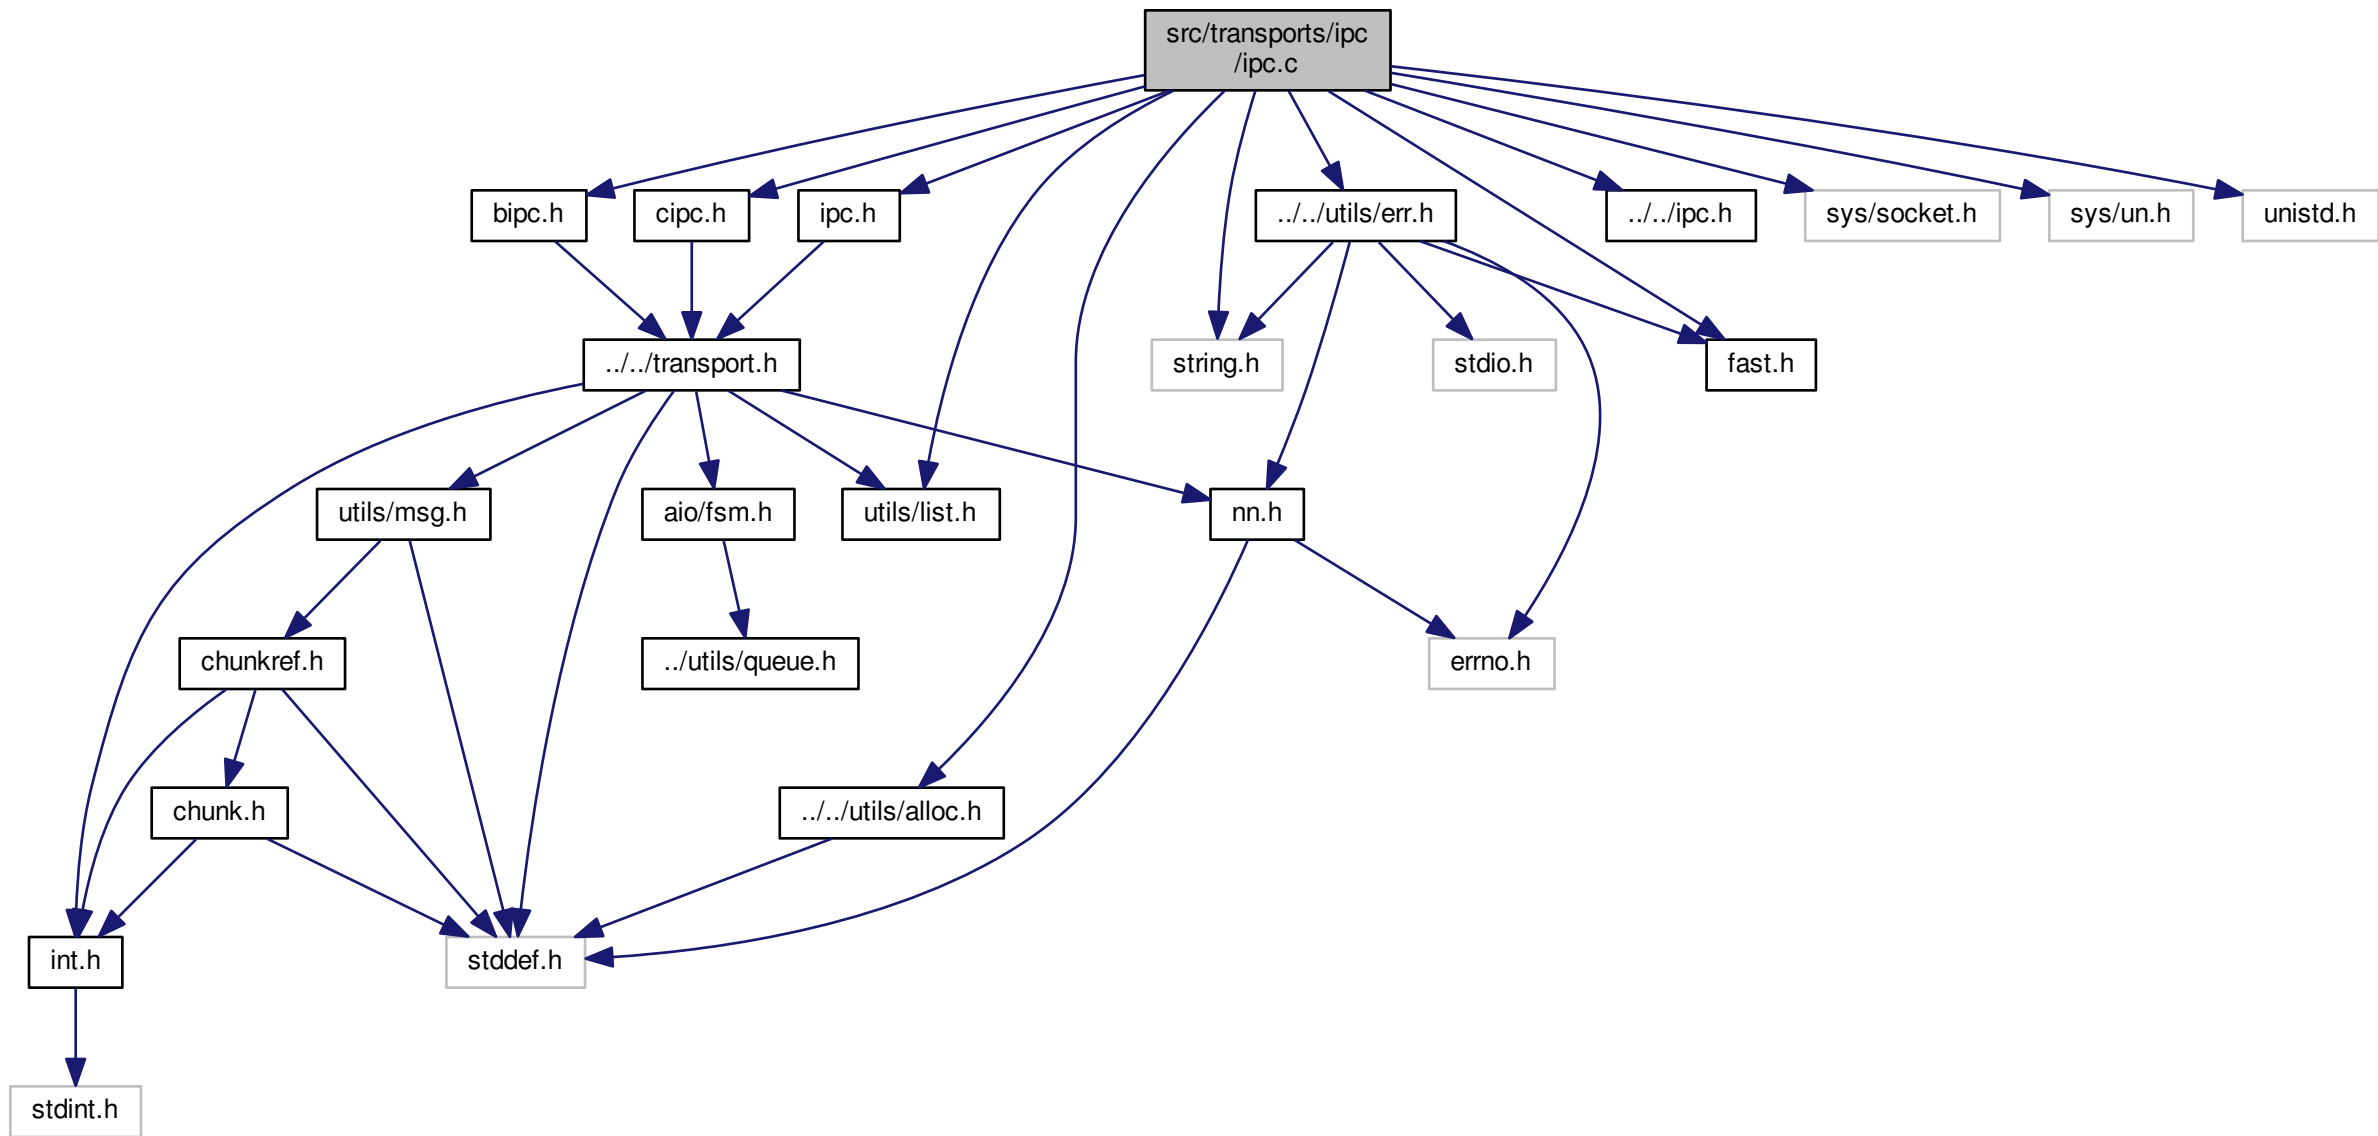 src/transports/ipc
/ipc.c
bipc.h
cipc.h
ipc.h
../../utils/err.h
../../ipc.h
sys/socket.h
sys/un.h
unistd.h
../../transport.h
string.h
stdio.h
fast.h
utils/msg.h
aio/fsm.h
utils/list.h
nn.h
chunkref.h
../utils/queue.h
errno.h
chunk.h
../../utils/alloc.h
int.h
stddef.h
stdint.h